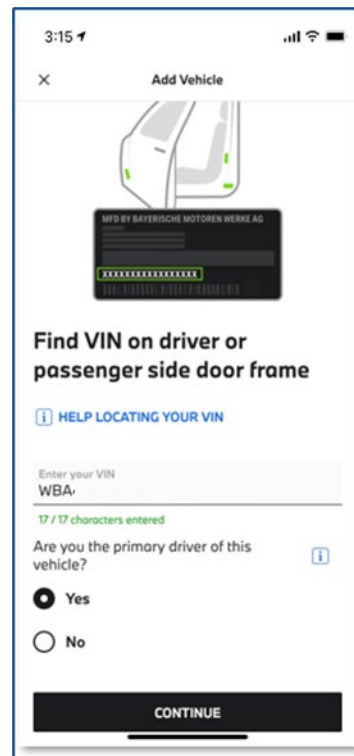 3:15
Add Vehicle
MFD BY BAYERISCHE MOTOREN WERKE AG
XXXXXXXXXXXXXXXXX
Find VIN on driver or
passenger side door frame
i HELP LOCATING YOUR VIN
Enter your VIN
WBA
17 / 17 characters entered
Are you the primary driver of this
vehicle?
i
Yes
No
CONTINUE